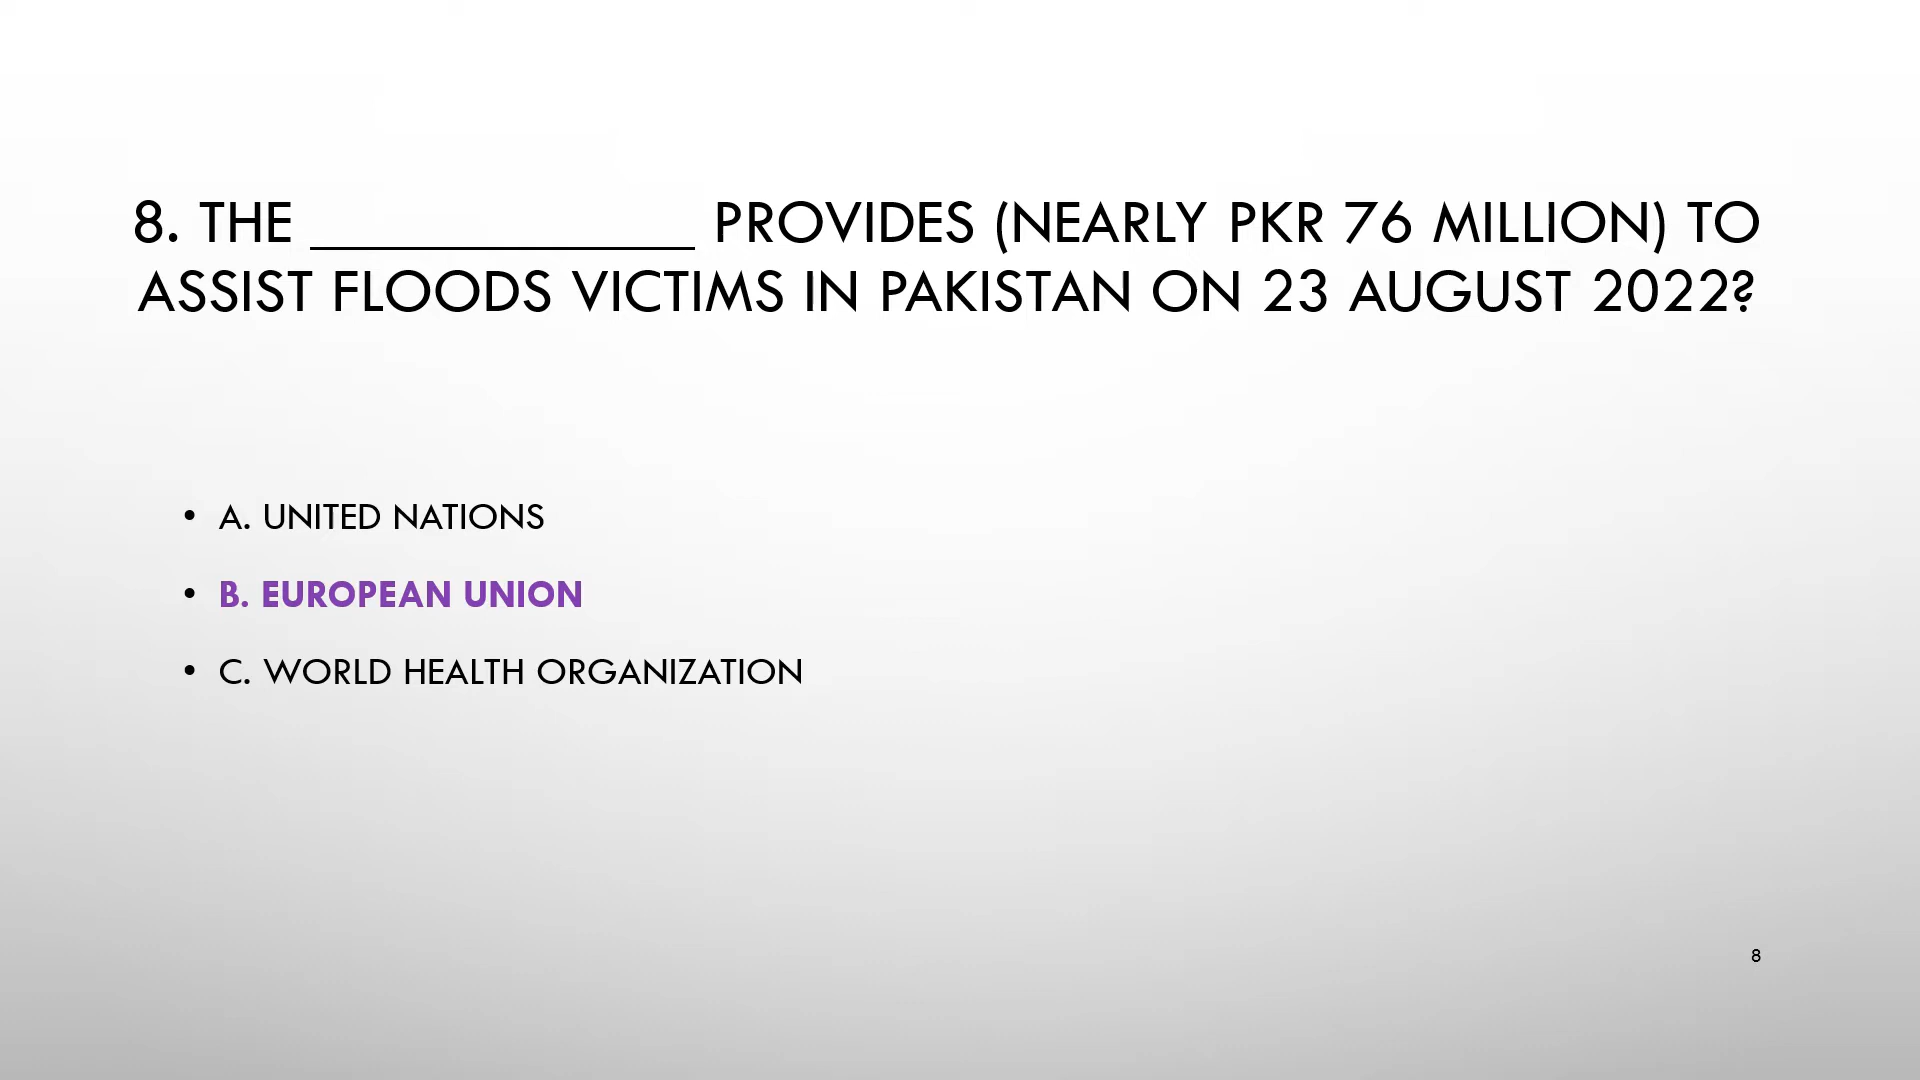 8. THE ______________ PROVIDES (NEARLY PKR 76 MILLION) TO
ASSIST FLOODS VICTIMS IN PAKISTAN ON 23 AUGUST 2022?
• A. UNITED NATIONS
• B. EUROPEAN UNION
• C. WORLD HEALTH ORGANIZATION
8